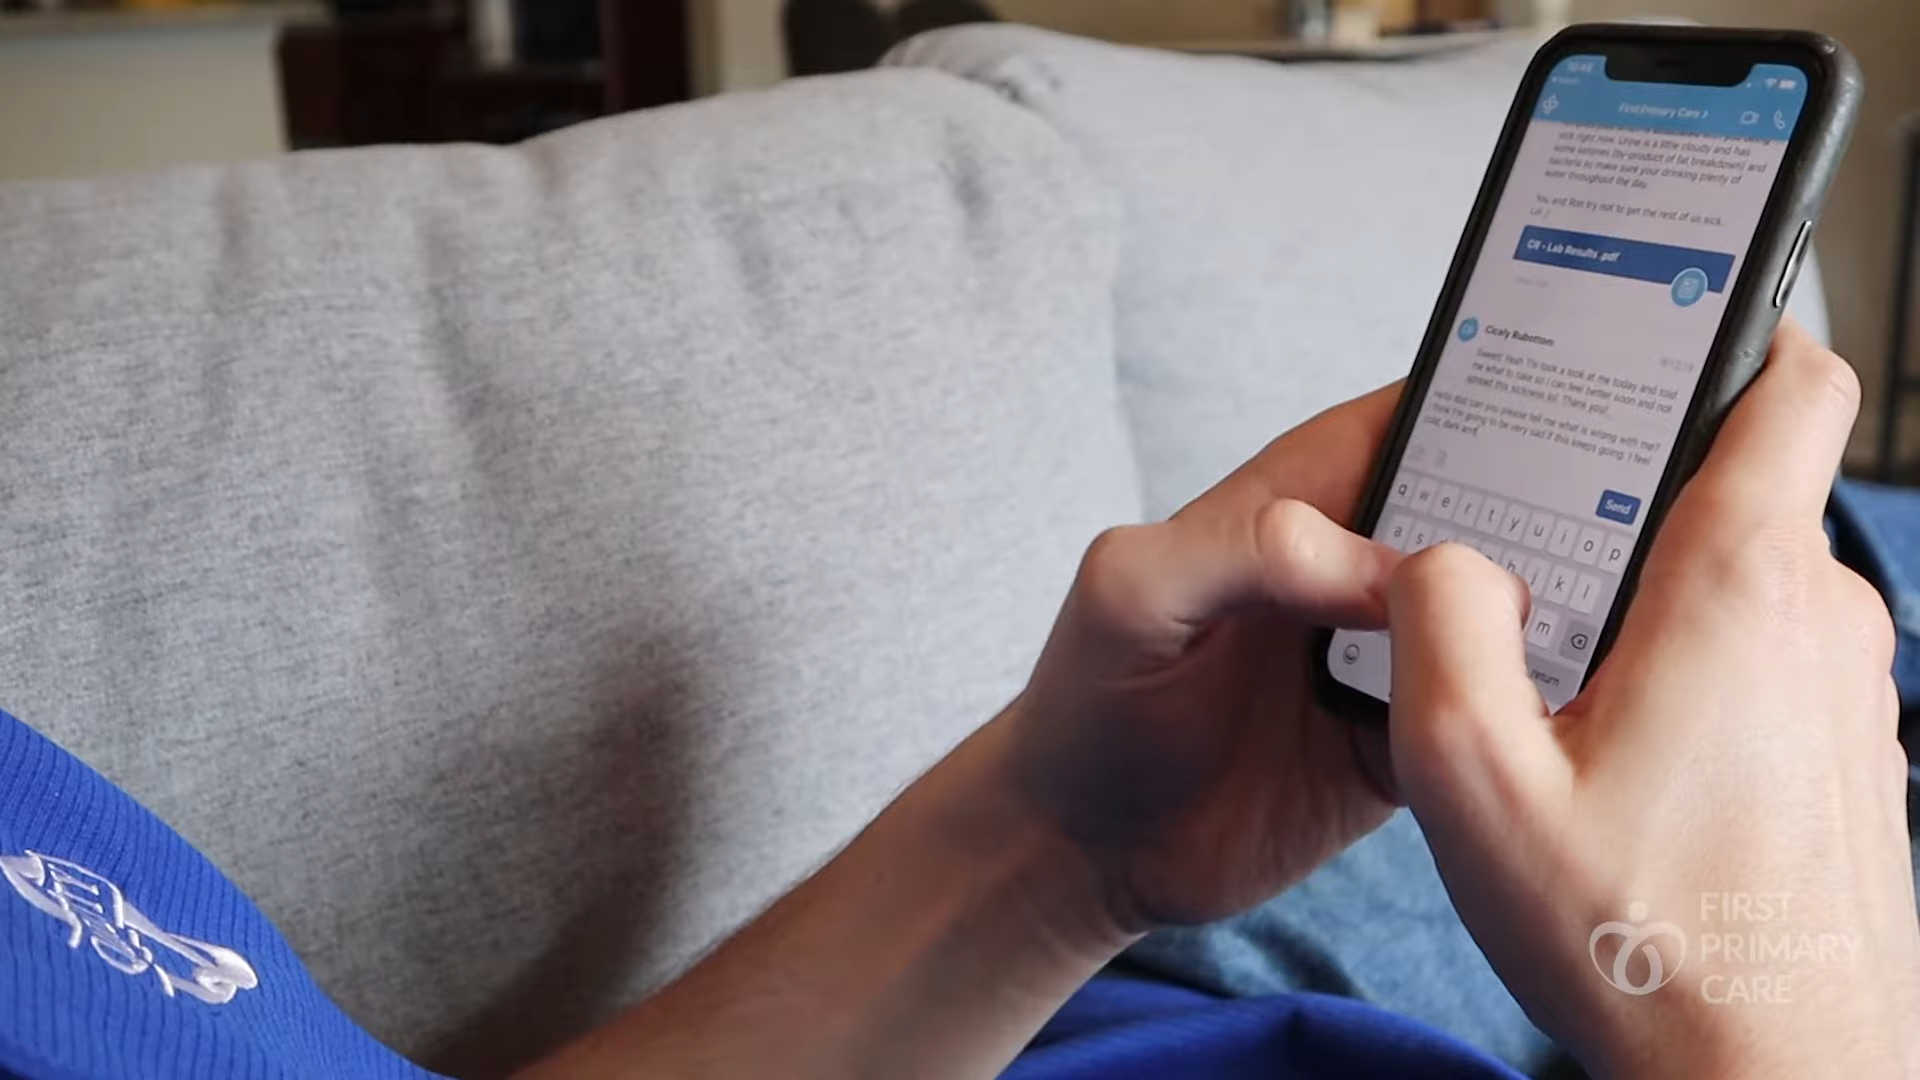 First Primary Care
sick right now. Urine is a little cloudy and has
some ketones (by-product of fat breakdown) and
bacteria so make sure your drinking plenty of
water throughout the day.
You and Ron try not to get the rest of us sick.
Lol ;)
CR - Lab Results .pdf
CR
Cicely Rubottom
Sweet! Yeah TN took a look at me today and told
me what to take so I can feel better soon and not
spread this sickness lol. Thank you!!
Hello but can you please tell me what is wrong with me?
I think I'm going to be very sad if this keeps going. I feel
cold, dark and
Send
q w e r t y u i o p
a s h j k l
m
return
FIRST
PRIMARY
CARE